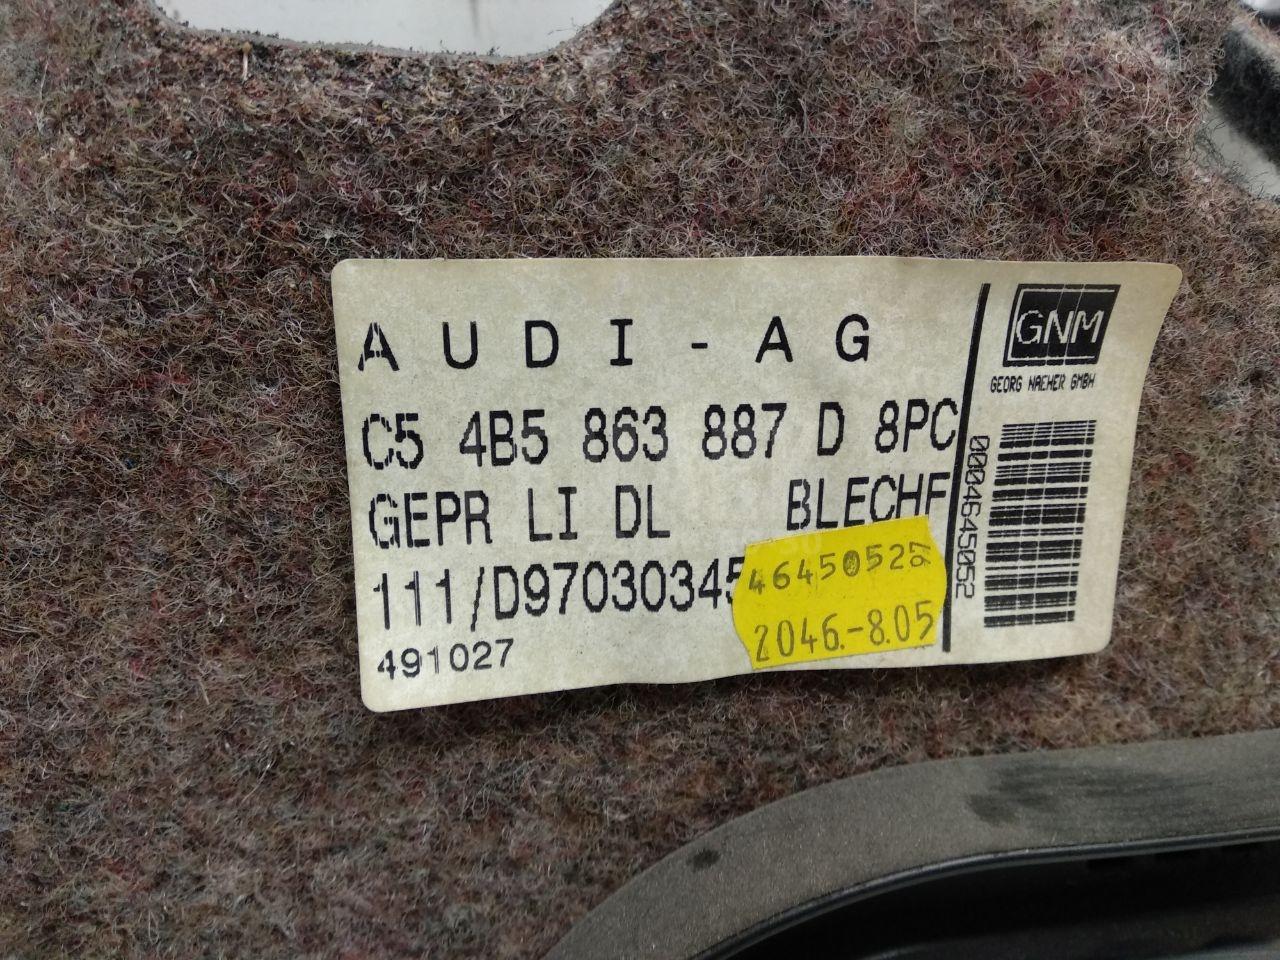 AUDI-AG
C5 4B5 863 887 D 8PC
GEPR LI DL BLECHF
111/D97030345
491027
4645052
2046.-8.05
GNM
GEORG NAEHER GMBH
0004645052